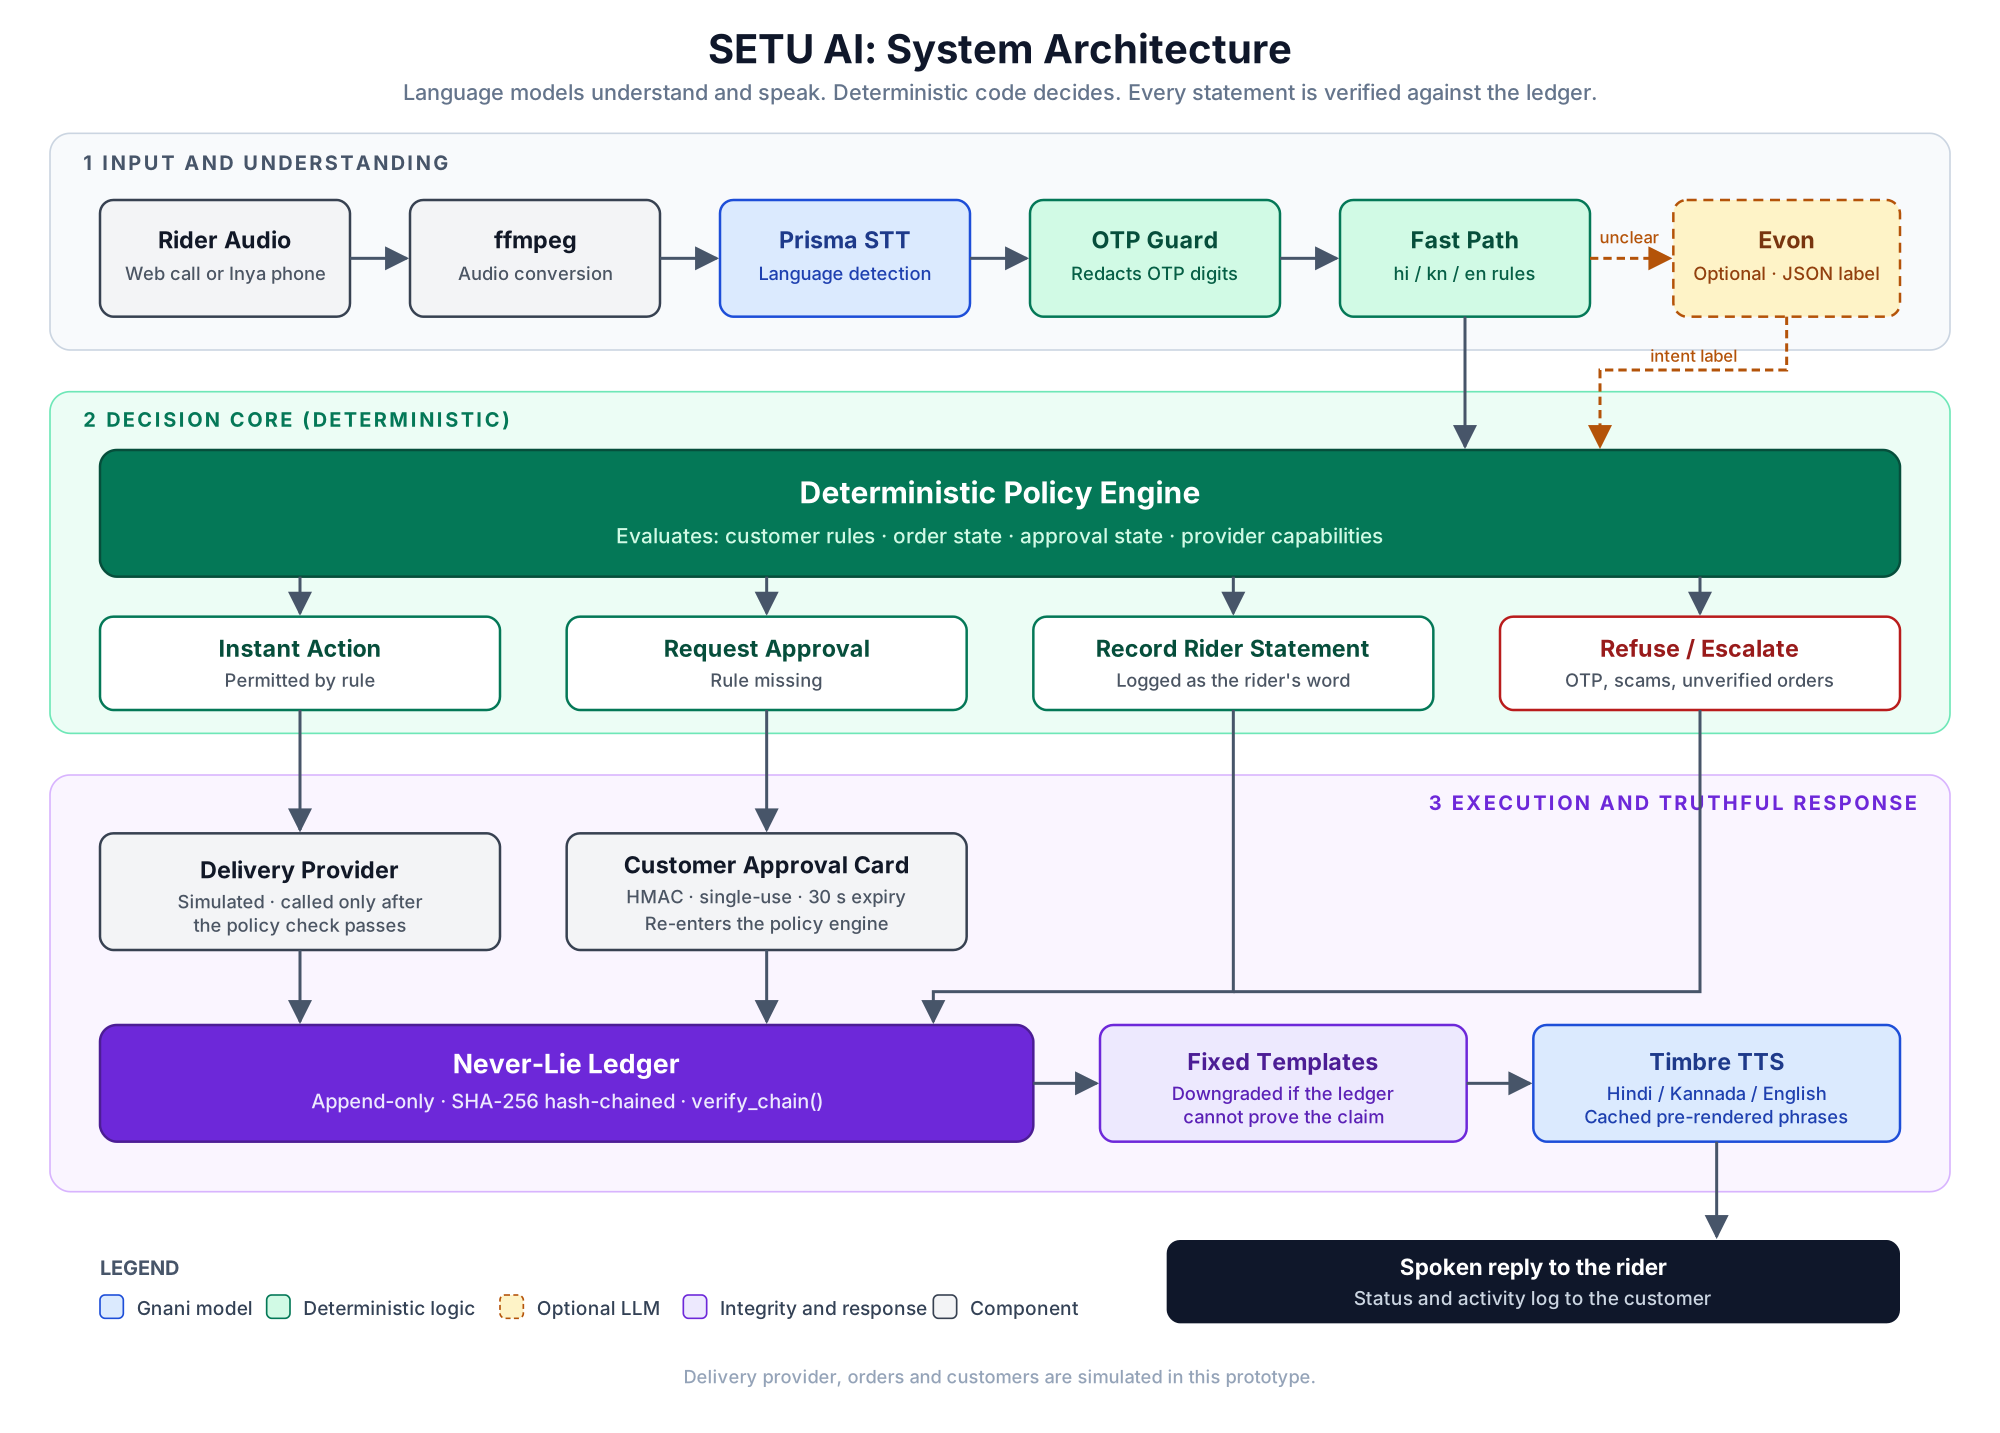 SETU AI: System Architecture
Language models understand and speak. Deterministic code decides. Every statement is verified against the ledger.
1 INPUT AND UNDERSTANDING
Rider Audio
Web call or Inya phone
ffmpeg
Audio conversion
Prisma STT
Language detection
OTP Guard
Redacts OTP digits
Fast Path
hi / kn / en rules
unclear
Evon
Optional · JSON label
intent label
2 DECISION CORE (DETERMINISTIC)
Deterministic Policy Engine
Evaluates: customer rules · order state · approval state · provider capabilities
Instant Action
Permitted by rule
Request Approval
Rule missing
Record Rider Statement
Logged as the rider's word
Refuse / Escalate
OTP, scams, unverified orders
3 EXECUTION AND TRUTHFUL RESPONSE
Delivery Provider
Simulated · called only after
the policy check passes
Customer Approval Card
HMAC · single-use · 30 s expiry
Re-enters the policy engine
Never-Lie Ledger
Append-only · SHA-256 hash-chained · verify_chain()
Fixed Templates
Downgraded if the ledger
cannot prove the claim
Timbre TTS
Hindi / Kannada / English
Cached pre-rendered phrases
Spoken reply to the rider
Status and activity log to the customer
LEGEND
Gnani model
Deterministic logic
Optional LLM
Integrity and response
Component
Delivery provider, orders and customers are simulated in this prototype.